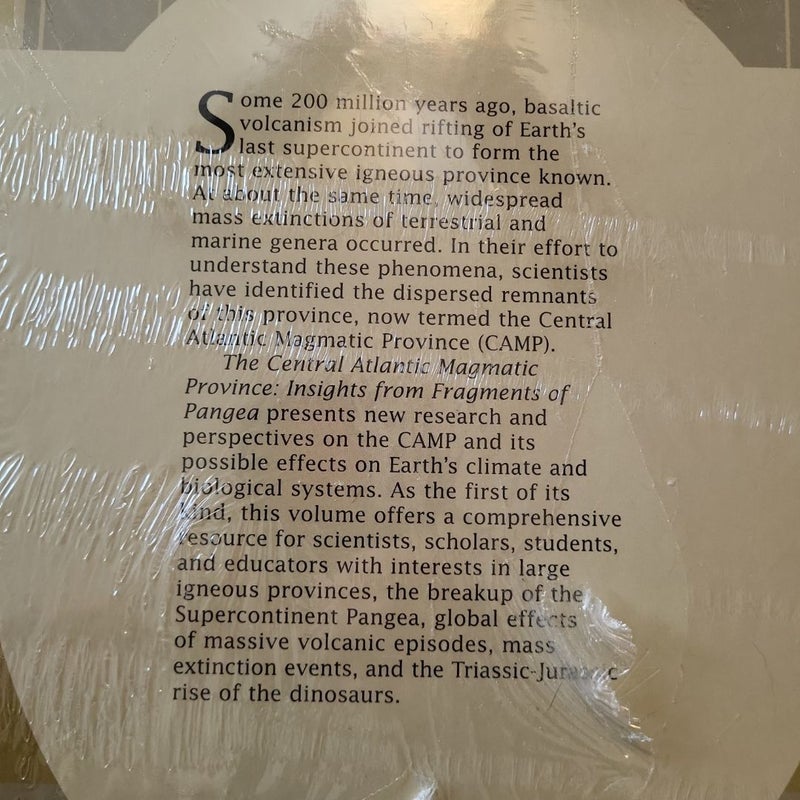 Some 200 million years ago, basaltic
volcanism joined rifting of Earth's
last supercontinent to form the
most extensive igneous province known.
At about the same time, widespread
mass extinctions of terrestrial and
marine genera occurred. In their effort to
understand these phenomena, scientists
have identified the dispersed remnants
of this province, now termed the Central
Atlantic Magmatic Province (CAMP).
The Central Atlantic Magmatic
Province: Insights from Fragments of
Pangea presents new research and
perspectives on the CAMP and its
possible effects on Earth's climate and
biological systems. As the first of its
kind, this volume offers a comprehensive
resource for scientists, scholars, students,
and educators with interests in large
igneous provinces, the breakup of the
Supercontinent Pangea, global effects
of massive volcanic episodes, mass
extinction events, and the Triassic-Jurassic
rise of the dinosaurs.